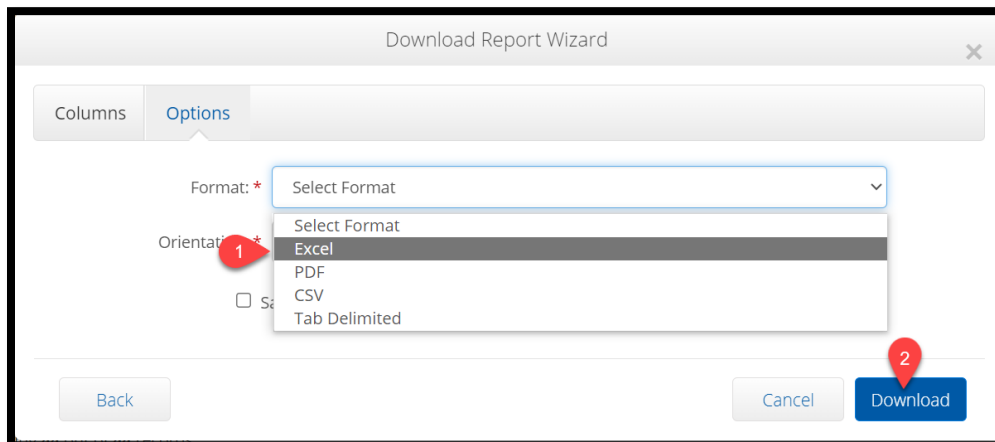 Download Report Wizard
×
Columns Options
Format: * Select Format
Select Format
Orientati *
1 Excel
PDF
CSV
Tab Delimited
2
Back Cancel Download